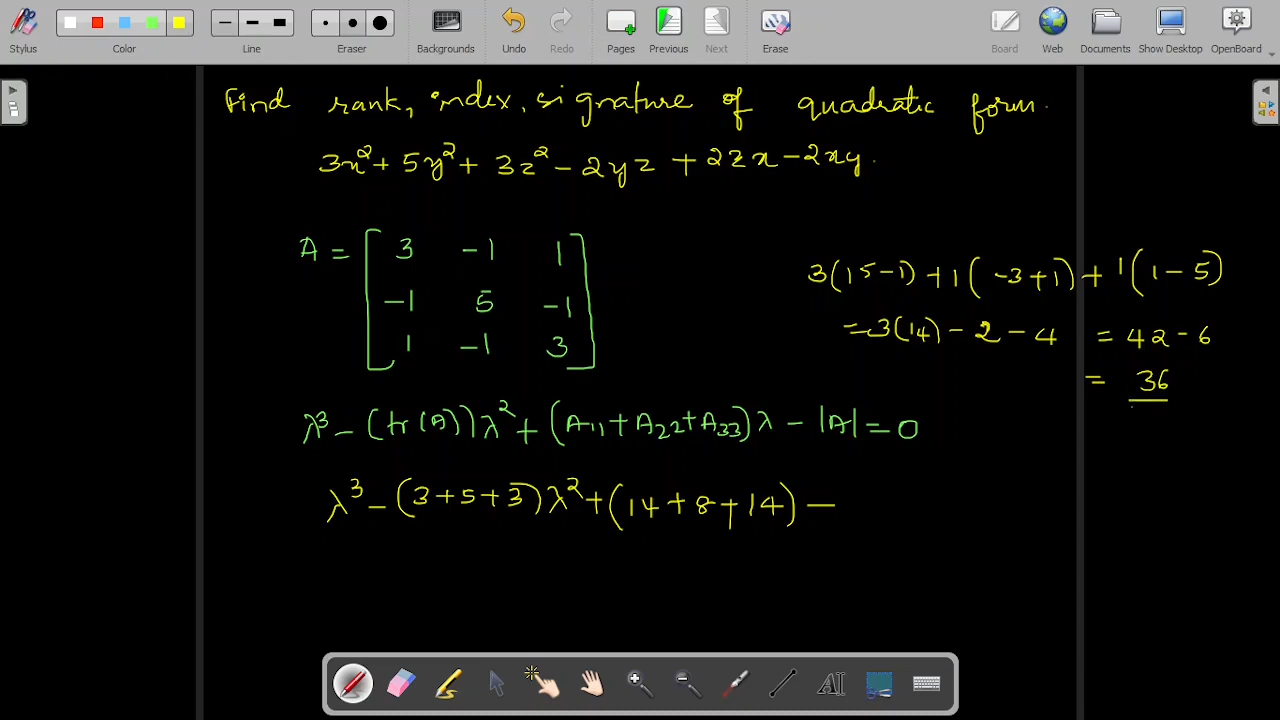 Stylus Color Line Eraser Backgrounds Undo Redo Pages Previous Next Erase Board Web Documents Show Desktop OpenBoard
Find rank, index, signature of quadratic form.
3x² + 5y² + 3z² - 2yz + 2zx - 2xy.
A = [ 3 -1 1
-1 5 -1
1 -1 3 ]
3(15-1) + 1(-3+1) + 1(1-5)
= 3(14) - 2 - 4 = 42 - 6
= 36
λ³ - (tr(A))λ² + (A₁₁+A₂₂+A₃₃)λ - |A| = 0
λ³ - (3+5+3)λ² + (14+8+14) -